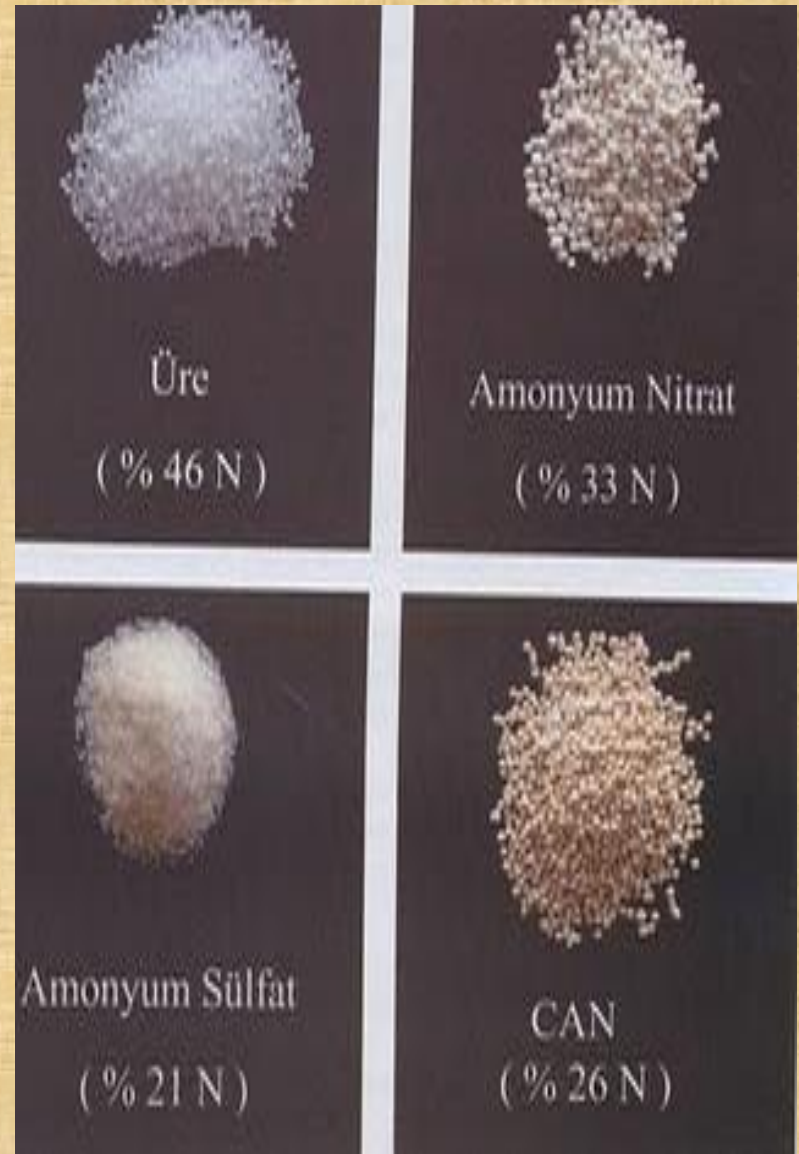 Üre
( % 46 N )
Amonyum Nitrat
( % 33 N )
Amonyum Sülfat
( % 21 N )
CAN
( % 26 N )